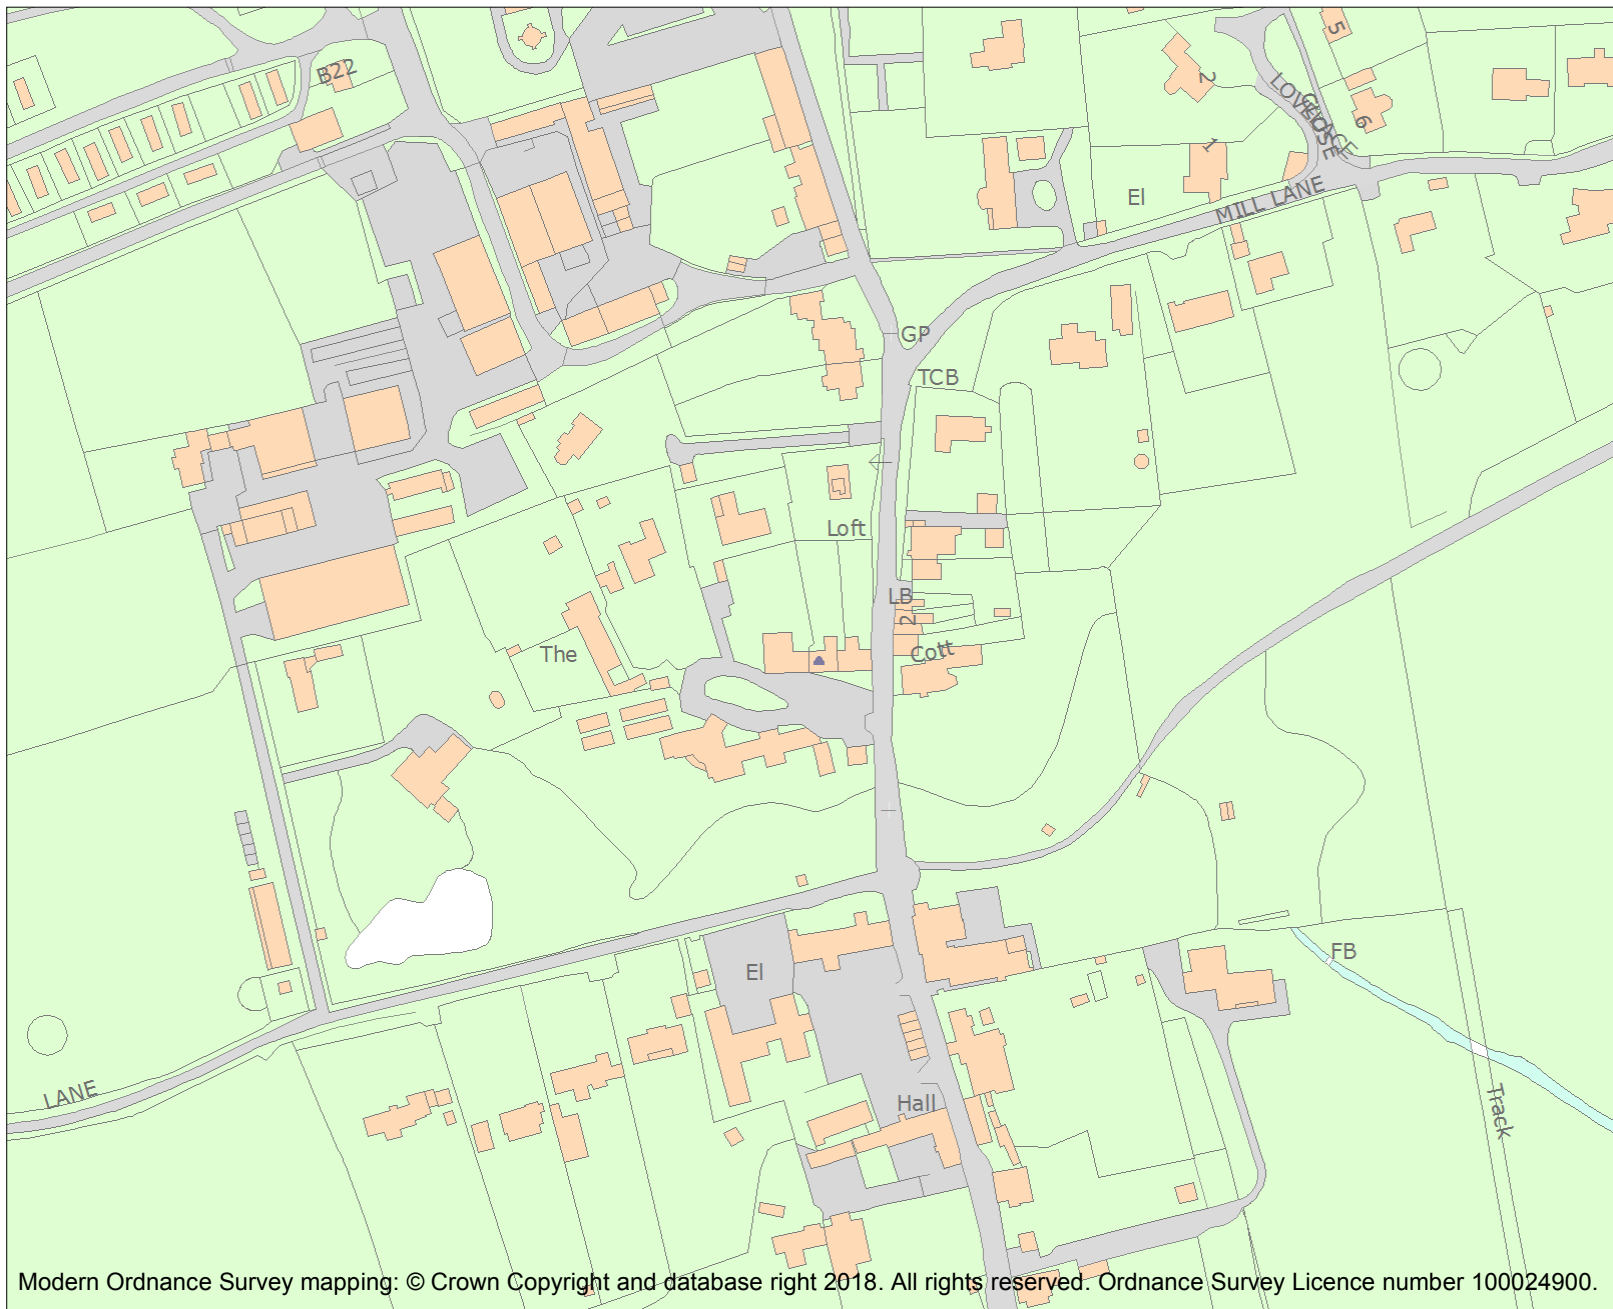 B22
5
2
LOVELACE
CLOSE
6
1
El
MILL LANE
GP
TCB
Loft
LB
2
The
Cott
El
FB
LANE
Hall
Track
Modern Ordnance Survey mapping: © Crown Copyright and database right 2018. All rights reserved. Ordnance Survey Licence number 100024900.